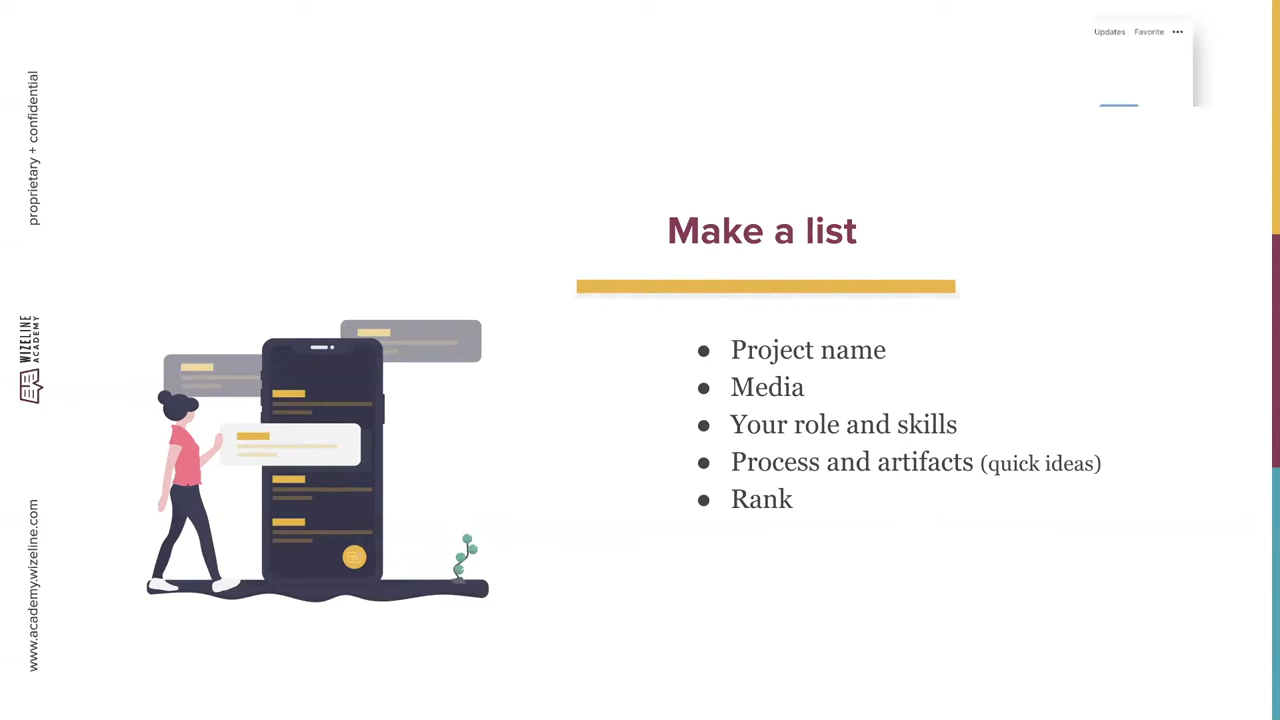 Updates Favorite •••
proprietary + confidential
WIZELINE
ACADEMY
www.academy.wizeline.com
Make a list
● Project name
● Media
● Your role and skills
● Process and artifacts (quick ideas)
● Rank